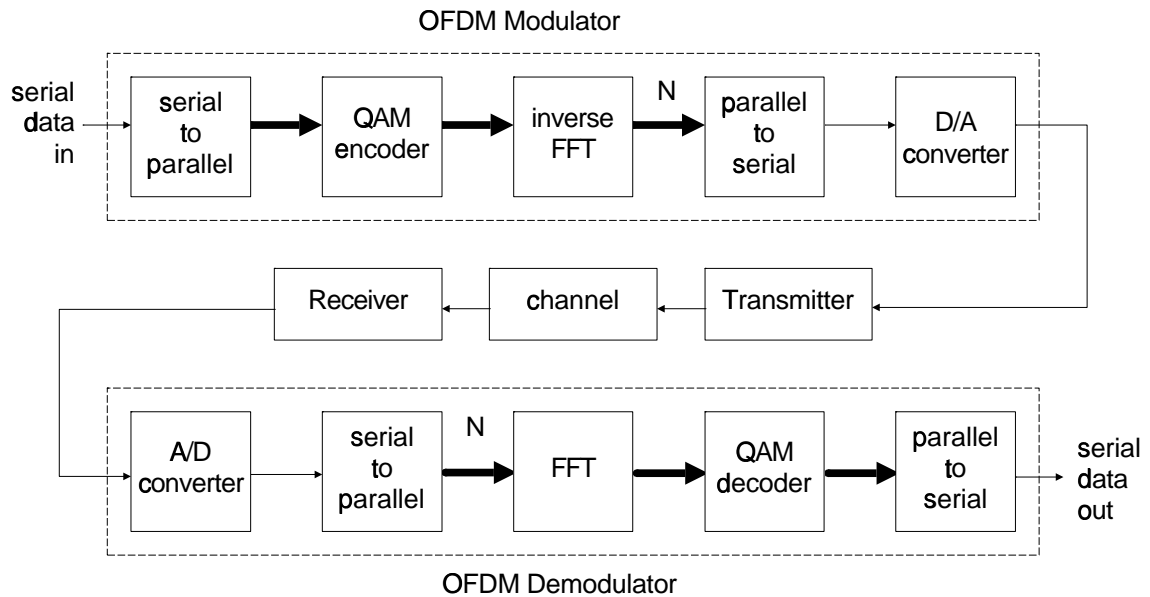 OFDM Modulator
serial
data
in
serial
to
parallel
QAM
encoder
inverse
FFT
N
parallel
to
serial
D/A
converter
Receiver
channel
Transmitter
A/D
converter
serial
to
parallel
N
FFT
QAM
decoder
parallel
to
serial
serial
data
out
OFDM Demodulator